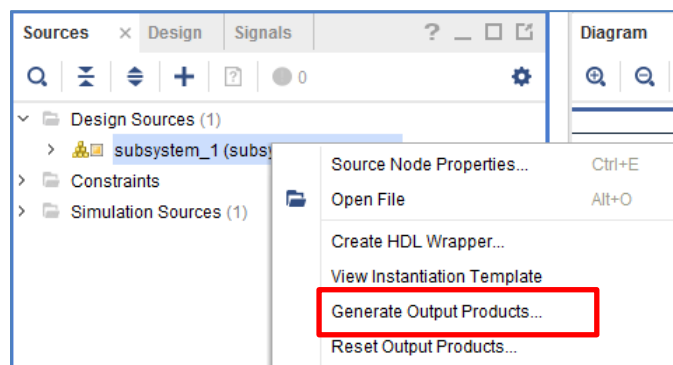 Sources × Design Signals ? Diagram
0
Design Sources (1)
subsystem_1 (subsy
Constraints
Simulation Sources (1)
Source Node Properties... Ctrl+E
Open File Alt+O
Create HDL Wrapper...
View Instantiation Template
Generate Output Products...
Reset Output Products...